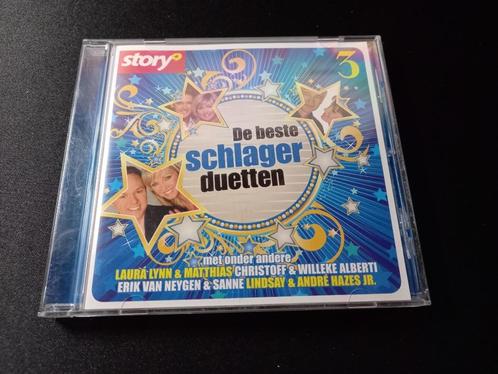 story
3
De beste
schlager
duetten
met onder andere
LAURA LYNN & MATTHIAS CHRISTOFF & WILLEKE ALBERTI
ERIK VAN NEYGEN & SANNE LINDSAY & ANDRÉ HAZES JR.